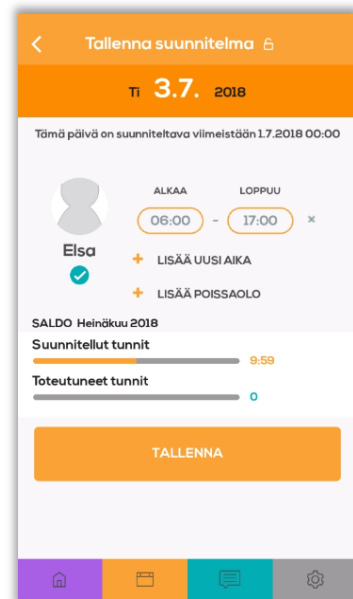 Tallenna suunnitelma
Ti 3.7. 2018
Tämä päivä on suunniteltava viimeistään 1.7.2018 00:00
ALKAA LOPPUU
06:00 - 17:00 ×
Elsa
+ LISÄÄ UUSI AIKA
+ LISÄÄ POISSAOLO
SALDO Heinäkuu 2018
Suunnitellut tunnit
9:59
Toteutuneet tunnit
0
TALLENNA